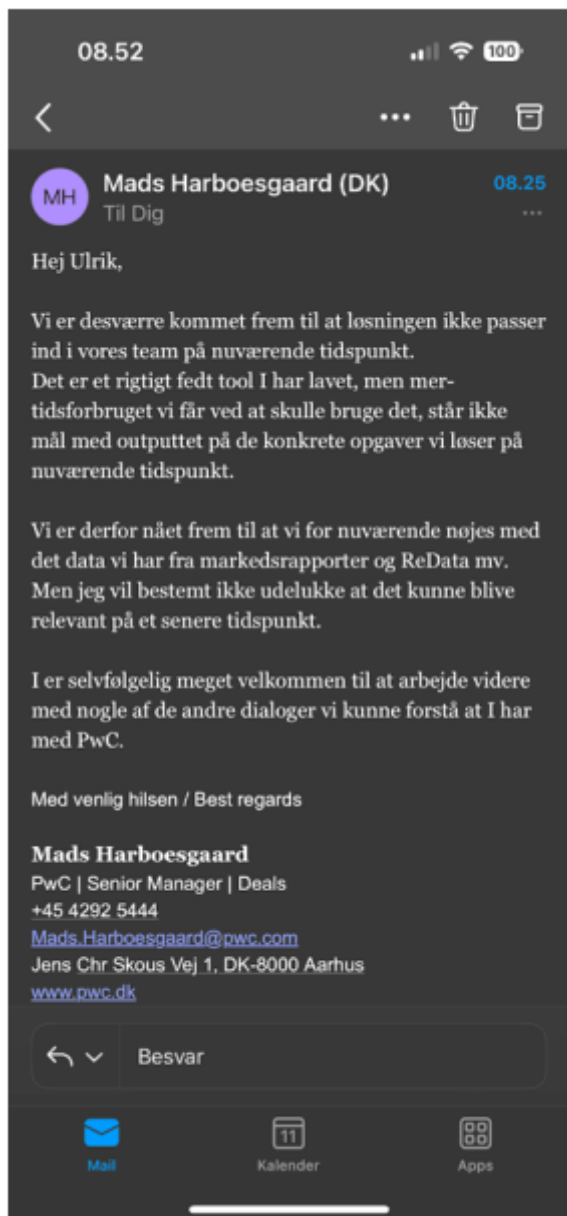 08.52
100
MH
Mads Harboesgaard (DK)
08.25
Til Dig
Hej Ulrik,
Vi er desværre kommet frem til at løsningen ikke passer
ind i vores team på nuværende tidspunkt.
Det er et rigtigt fedt tool I har lavet, men mer-
tidsforbruget vi får ved at skulle bruge det, står ikke
mål med outputtet på de konkrete opgaver vi løser på
nuværende tidspunkt.
Vi er derfor nået frem til at vi for nuværende nøjes med
det data vi har fra markedsrapporter og ReData mv.
Men jeg vil bestemt ikke udelukke at det kunne blive
relevant på et senere tidspunkt.
I er selvfølgelig meget velkommen til at arbejde videre
med nogle af de andre dialoger vi kunne forstå at I har
med PwC.
Med venlig hilsen / Best regards
Mads Harboesgaard
PwC | Senior Manager | Deals
+45 4292 5444
Mads.Harboesgaard@pwc.com
Jens Chr Skous Vej 1, DK-8000 Aarhus
www.pwc.dk
Besvar
11
Mail
Kalender
Apps